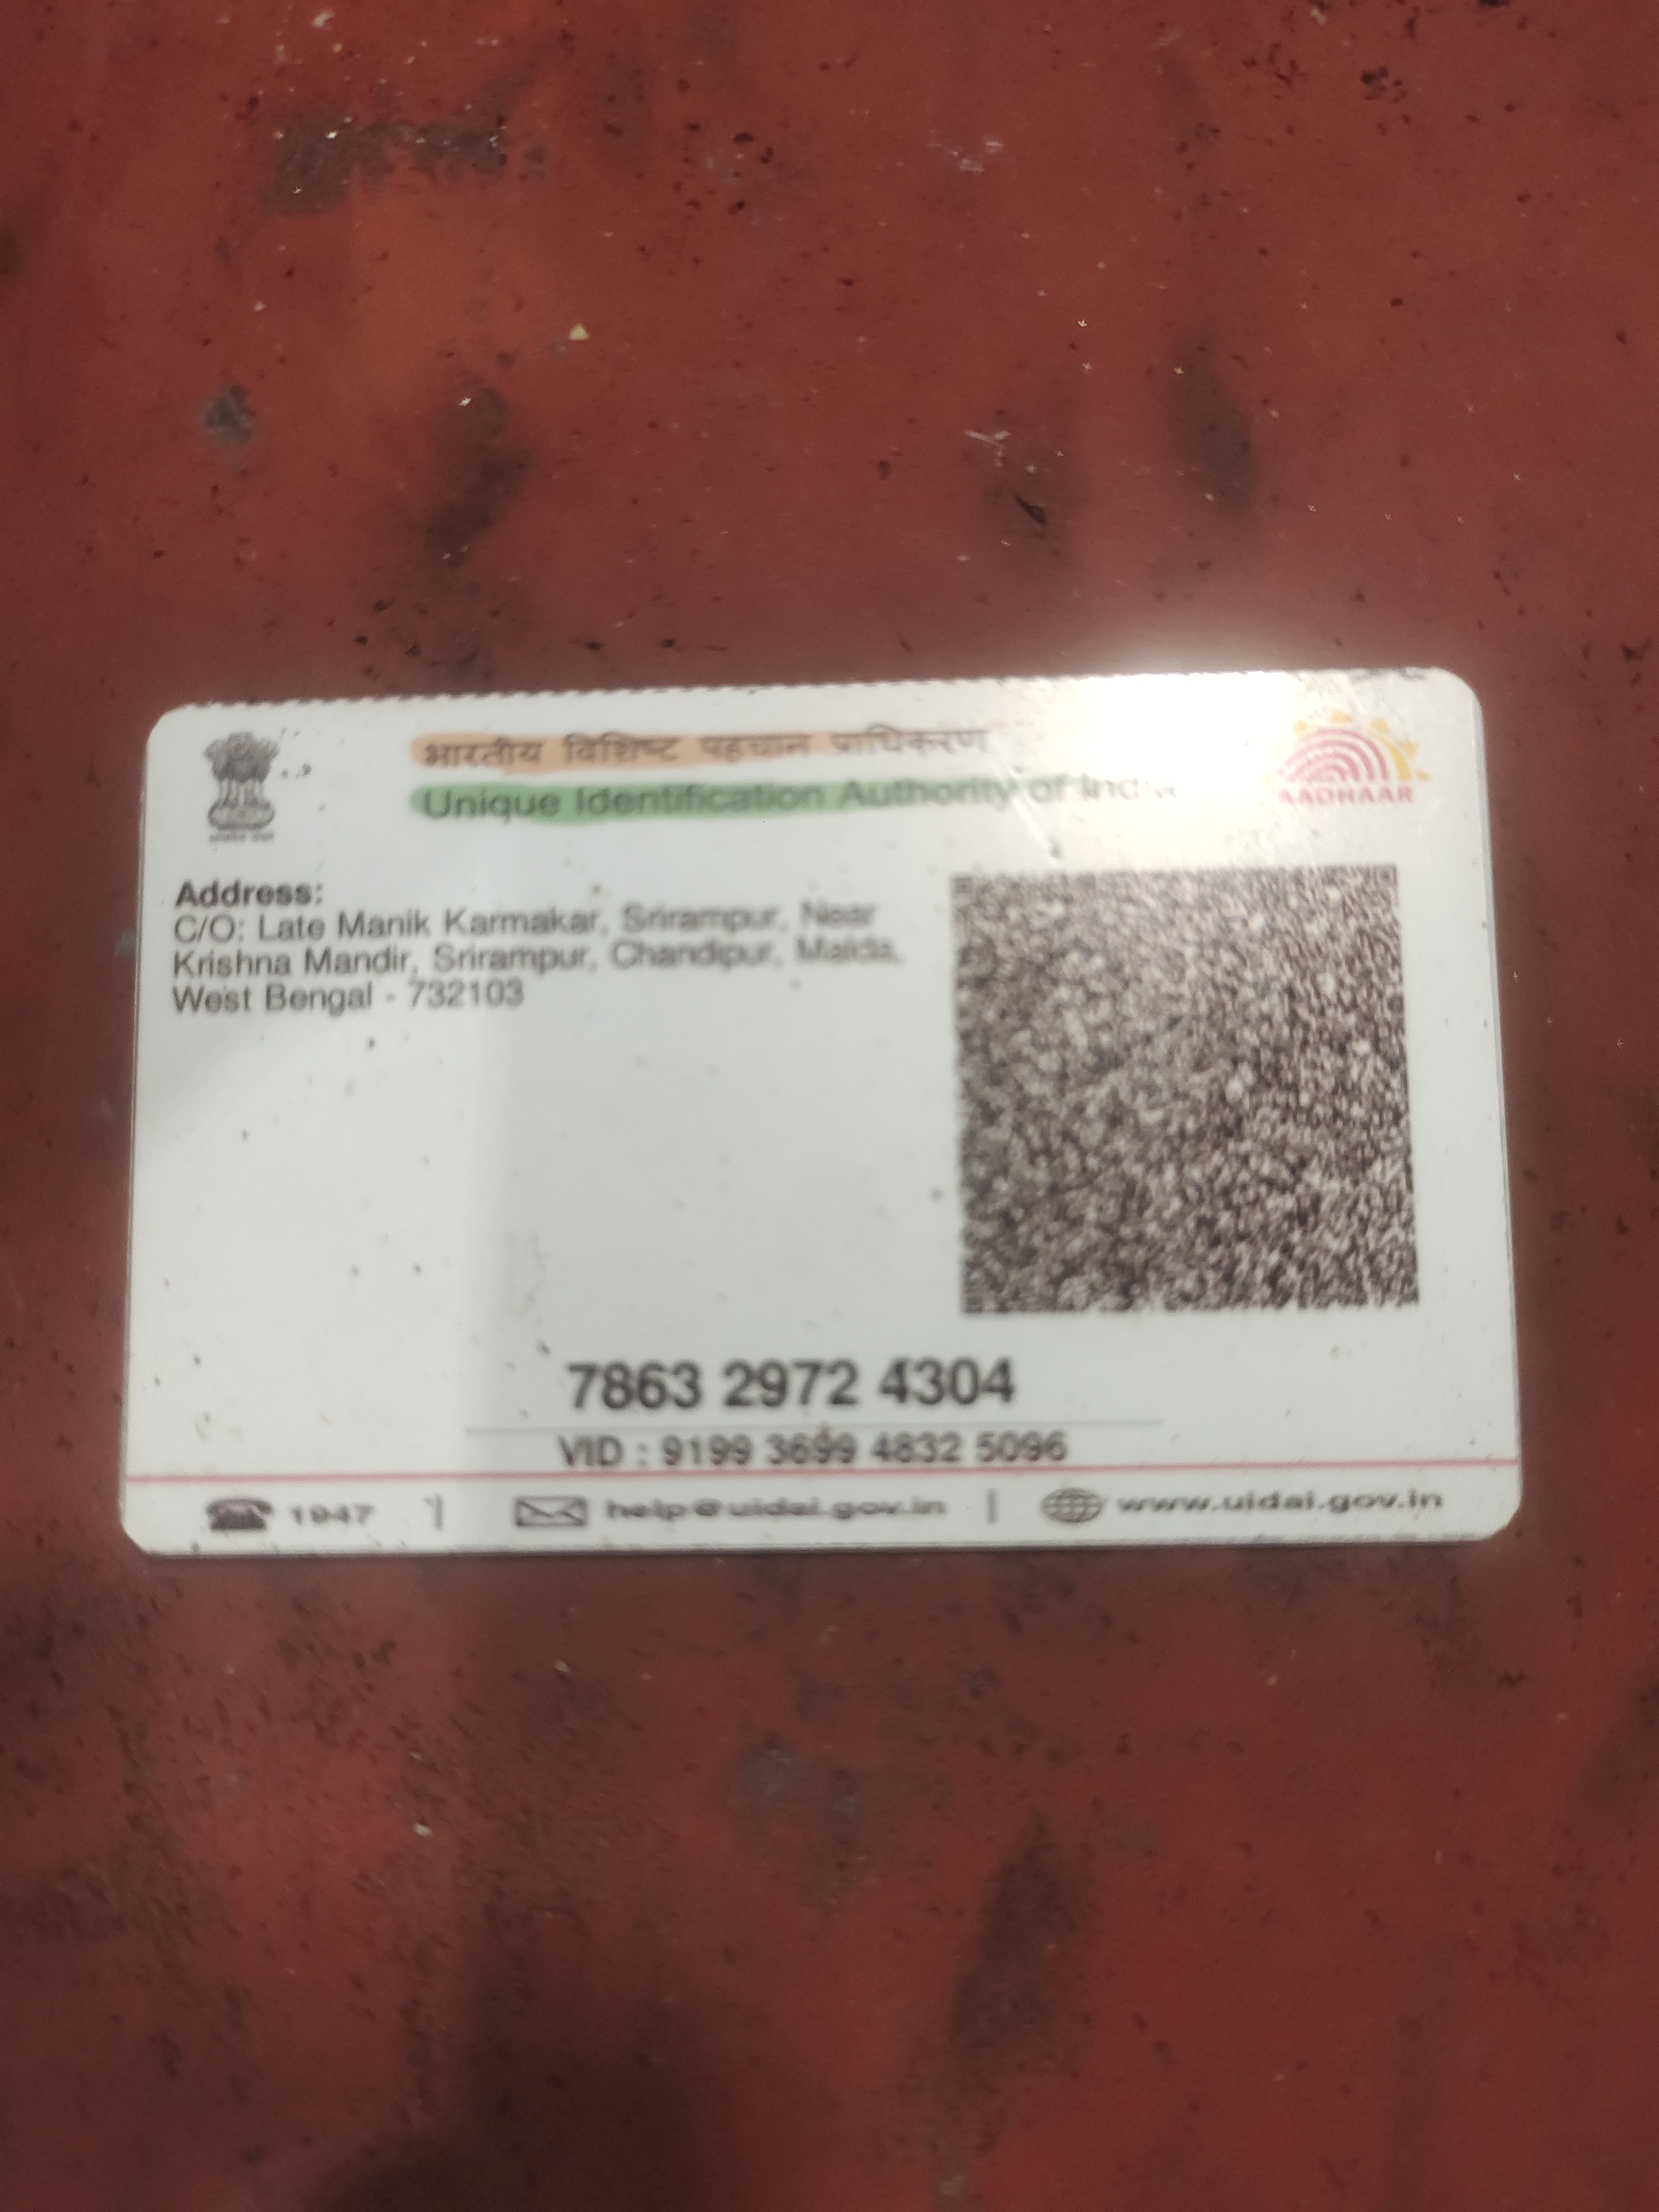 भारतीय विशिष्ट पहचान प्राधिकरण
Unique Identification Authority of India
AADHAAR
Address:
C/O: Late Manik Karmakar, Srirampur, Near
Krishna Mandir, Srirampur, Chandipur, Malda,
West Bengal - 732103
7863 2972 4304
VID : 9199 3699 4832 5096
1947 | help@uidai.gov.in | www.uidai.gov.in